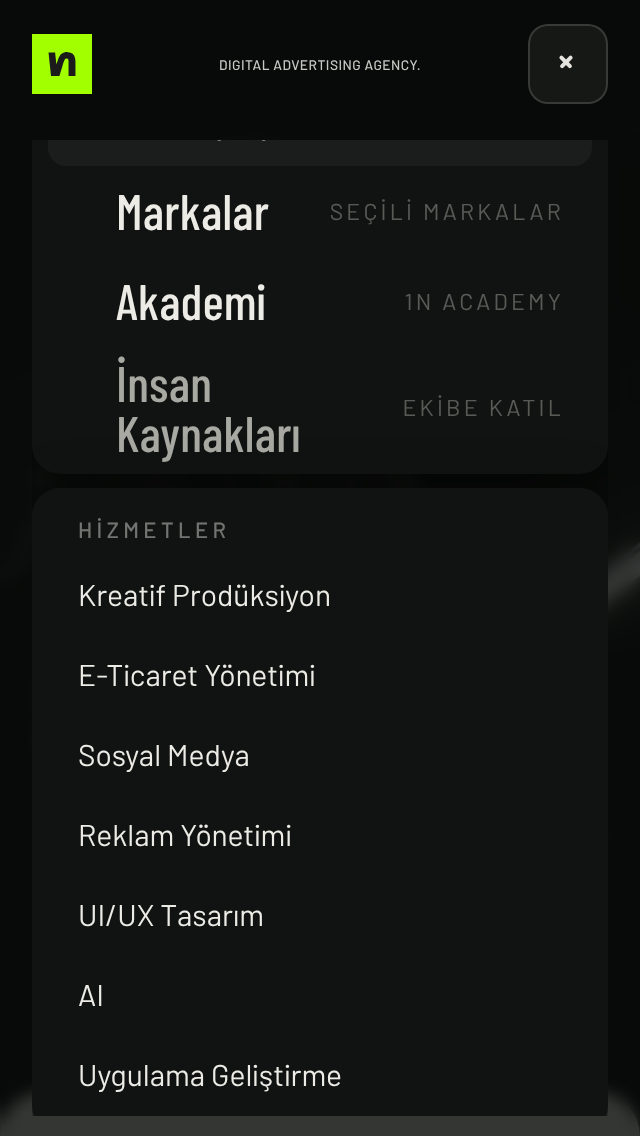 n
DIGITAL ADVERTISING AGENCY.
Markalar SEÇİLİ MARKALAR
Akademi 1N ACADEMY
İnsan
Kaynakları EKİBE KATIL
HİZMETLER
Kreatif Prodüksiyon
E-Ticaret Yönetimi
Sosyal Medya
Reklam Yönetimi
UI/UX Tasarım
AI
Uygulama Geliştirme